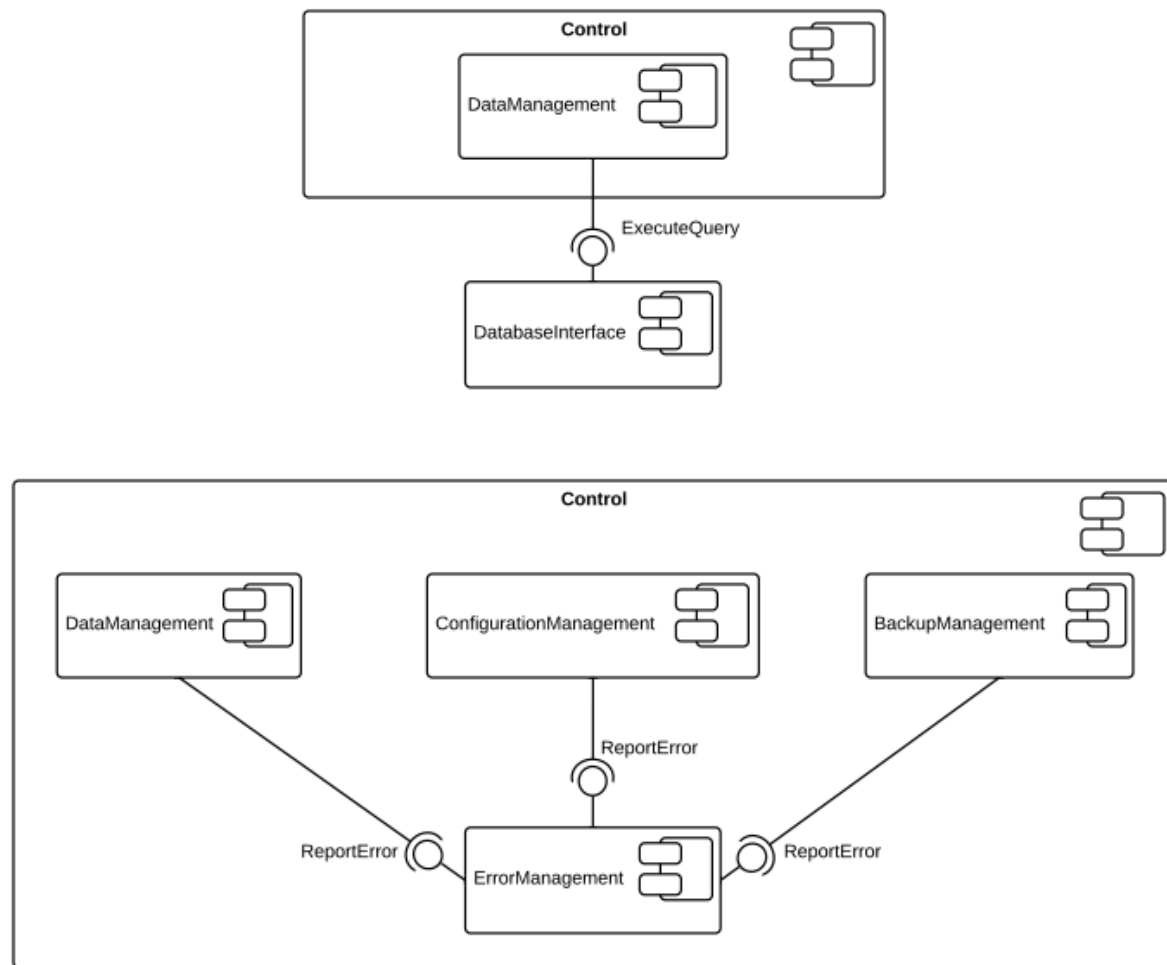 Control
DataManagement
ExecuteQuery
DatabaseInterface
Control
DataManagement
ConfigurationManagement
BackupManagement
ReportError
ReportError
ReportError
ErrorManagement